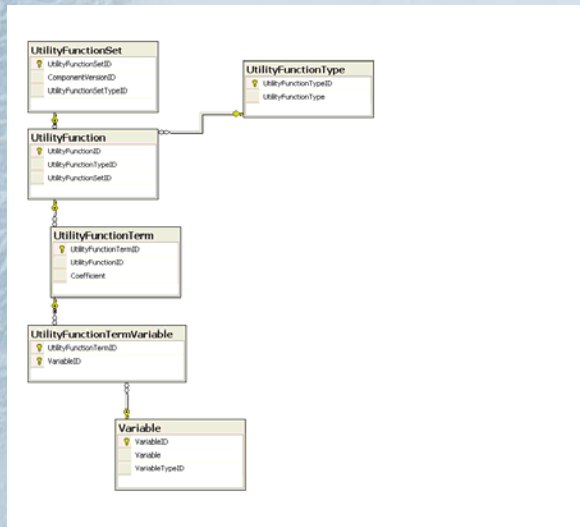 UtilityFunctionSet
UtilityFunctionSetID
ComponentVersionID
UtilityFunctionSetTypeID
UtilityFunctionType
UtilityFunctionTypeID
UtilityFunctionType
UtilityFunction
UtilityFunctionID
UtilityFunctionTypeID
UtilityFunctionSetID
UtilityFunctionTerm
UtilityFunctionTermID
UtilityFunctionID
Coefficient
UtilityFunctionTermVariable
UtilityFunctionTermID
VariableID
Variable
VariableID
Variable
VariableTypeID